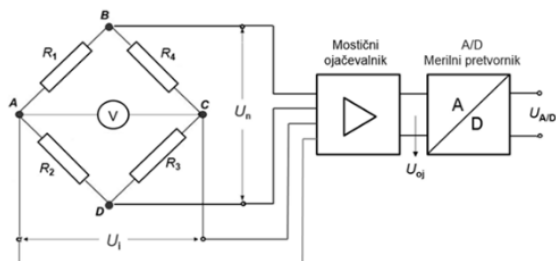 B
R1
R4
A
V
C
R2
R3
D
Un
Ui
Mostični
ojačevalnik
Uoj
A/D
Merilni pretvornik
A
D
UA/D